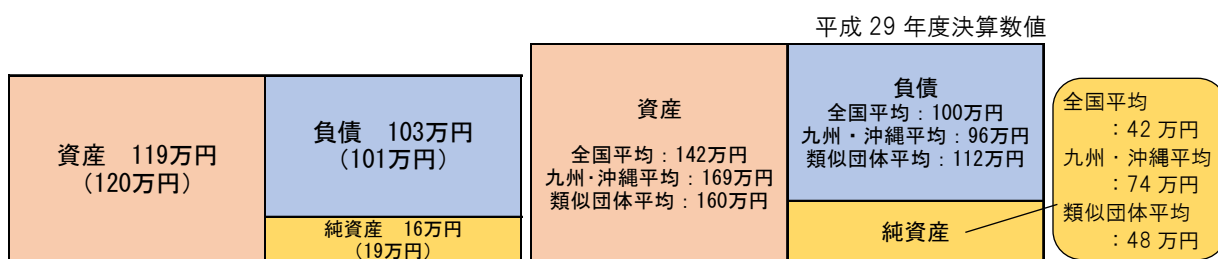 平成 29 年度決算数値
資産　119万円
（120万円）
負債　103万円
（101万円）
純資産　16万円
（19万円）
資産
全国平均：142万円
九州・沖縄平均：169万円
類似団体平均：160万円
負債
全国平均：100万円
九州・沖縄平均：96万円
類似団体平均：112万円
純資産
全国平均
：42 万円
九州・沖縄平均
：74 万円
類似団体平均
：48 万円